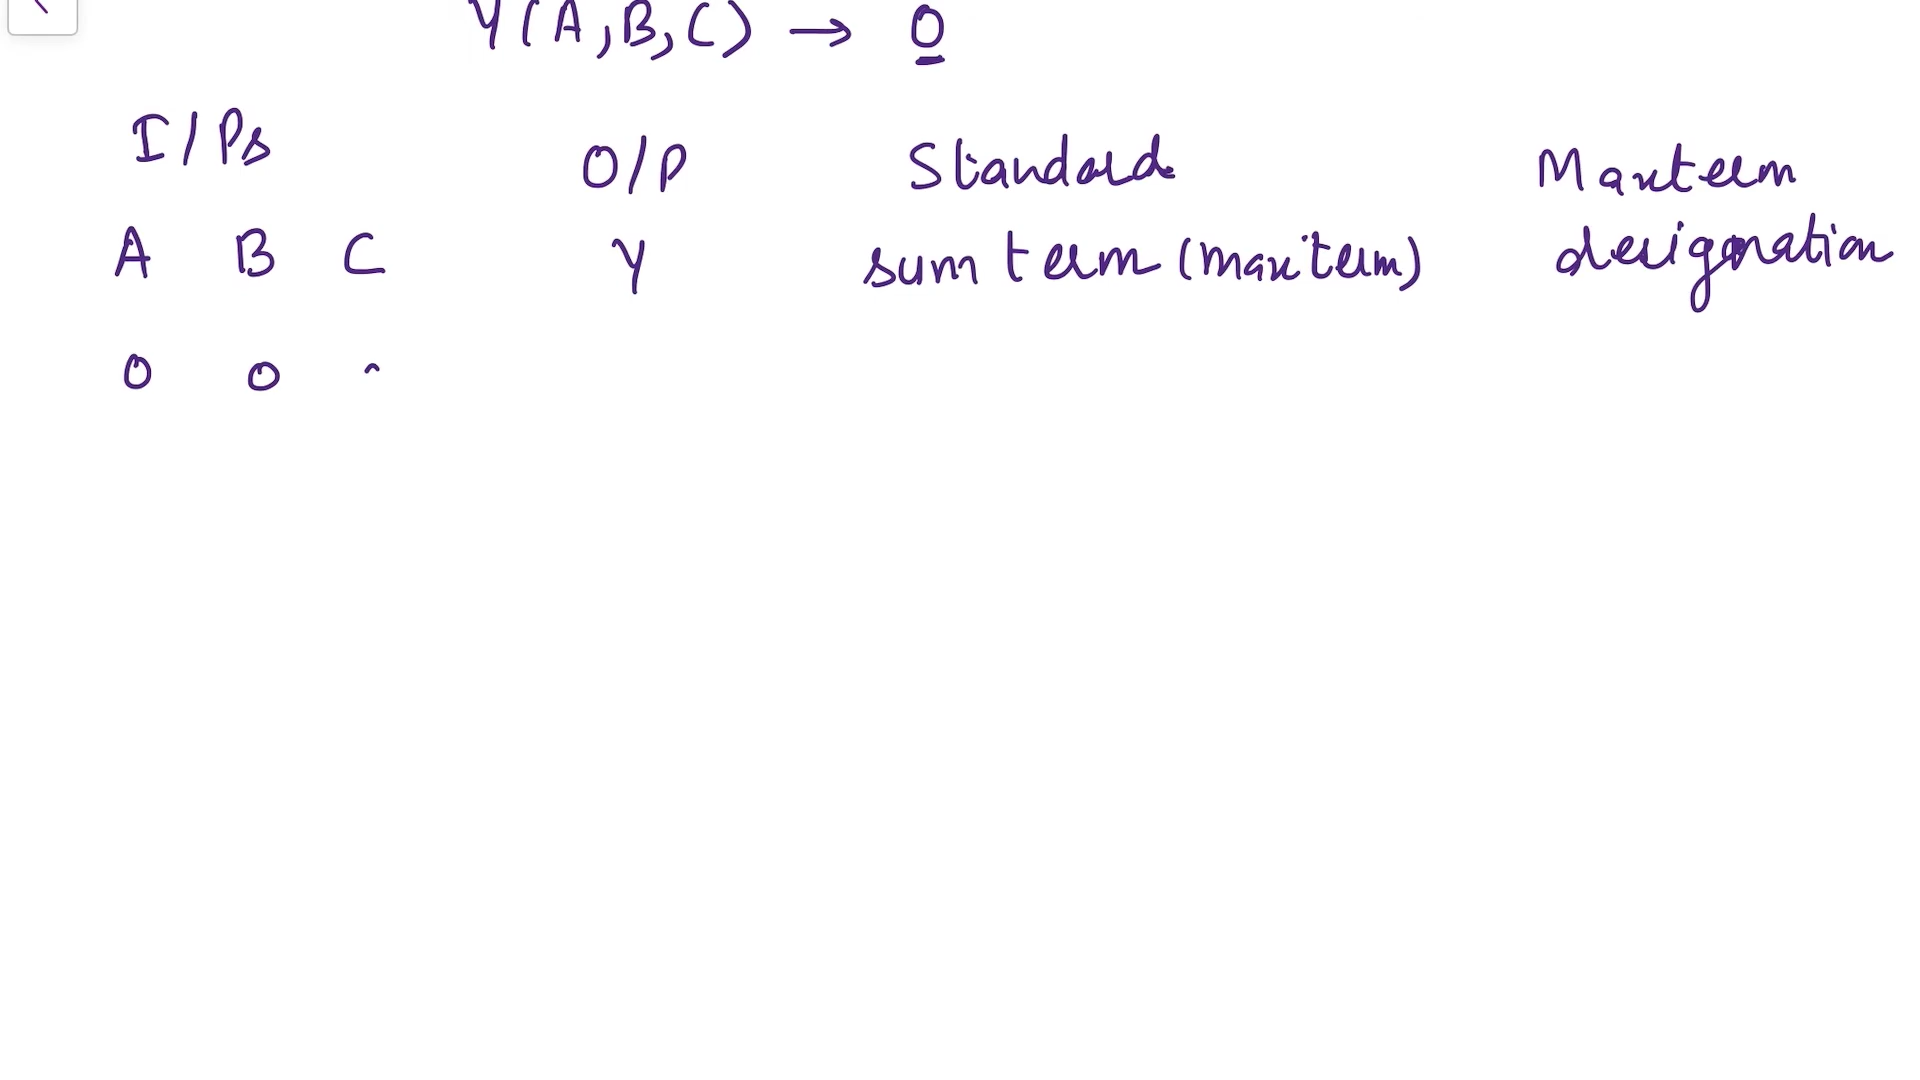 Y(A,B,C) → 0
I/Ps O/P Standard Maxterm
A B C Y sum term (maxterm) designation
0 0